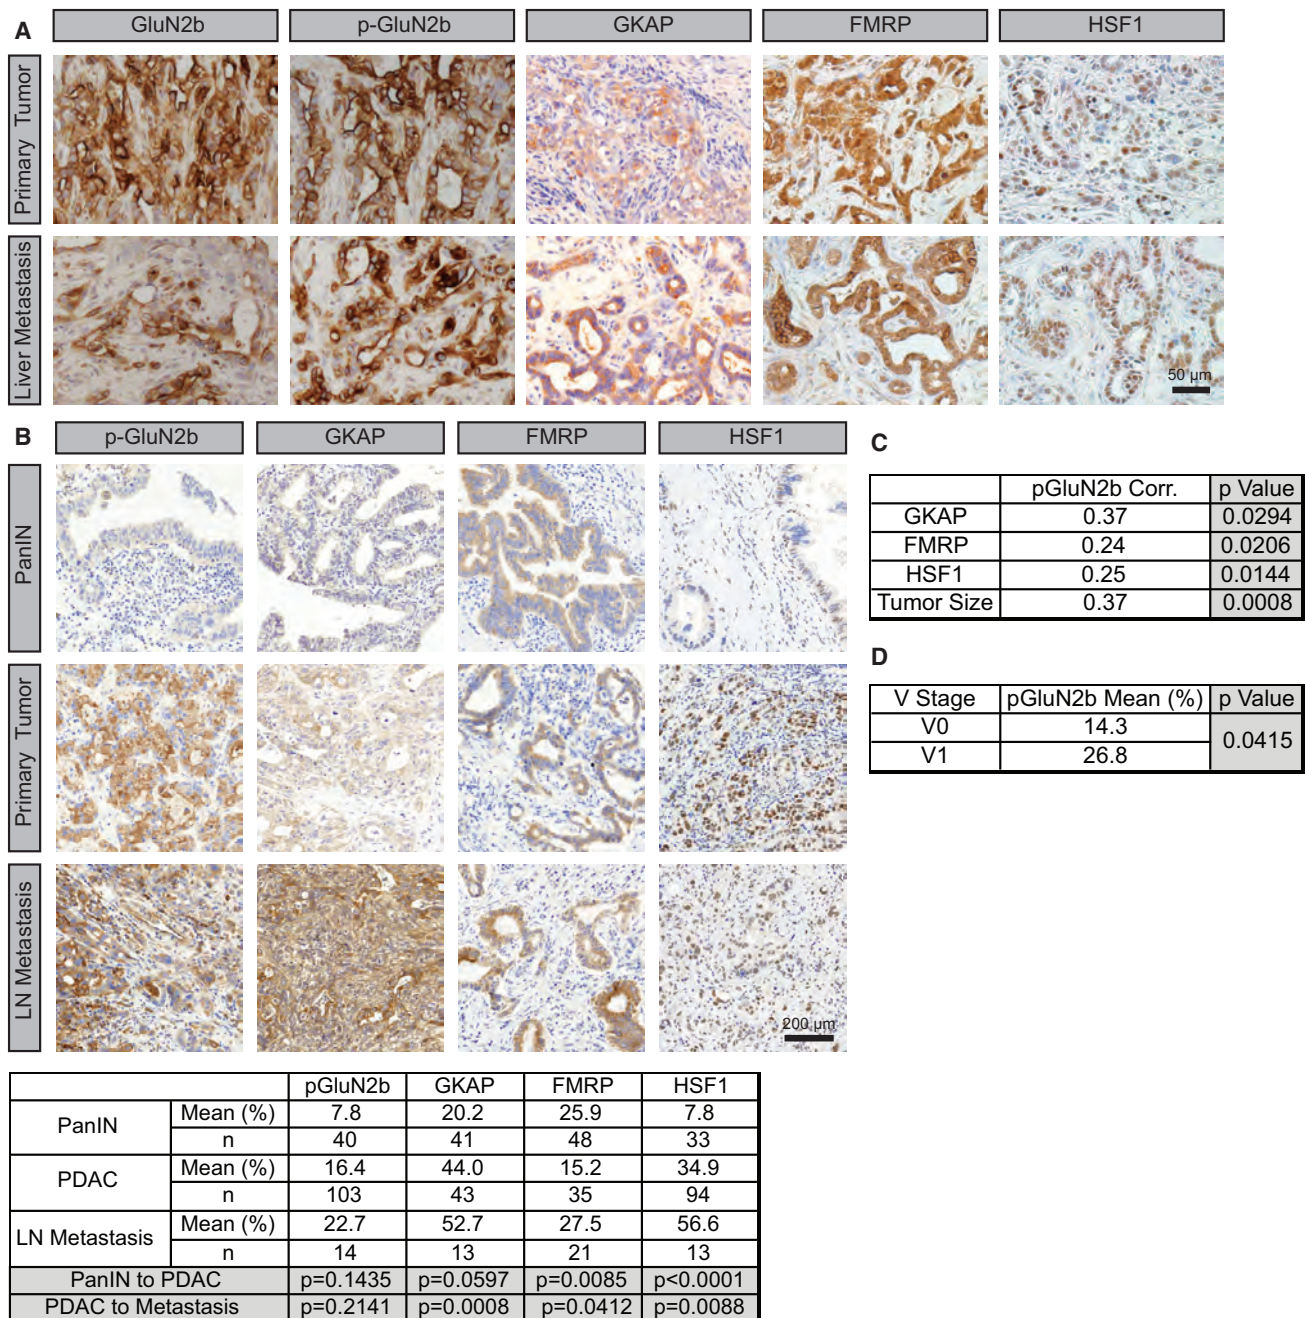 A
GluN2b p-GluN2b GKAP FMRP HSF1
Primary Tumor
Liver Metastasis
50 µm
B
p-GluN2b GKAP FMRP HSF1
PanIN
Primary Tumor
LN Metastasis
200 µm
pGluN2b GKAP FMRP HSF1
PanIN Mean (%) 7.8 20.2 25.9 7.8
n 40 41 48 33
PDAC Mean (%) 16.4 44.0 15.2 34.9
n 103 43 35 94
LN Metastasis Mean (%) 22.7 52.7 27.5 56.6
n 14 13 21 13
PanIN to PDAC p=0.1435 p=0.0597 p=0.0085 p<0.0001
PDAC to Metastasis p=0.2141 p=0.0008 p=0.0412 p=0.0088
C
pGluN2b Corr. p Value
GKAP 0.37 0.0294
FMRP 0.24 0.0206
HSF1 0.25 0.0144
Tumor Size 0.37 0.0008
D
V Stage pGluN2b Mean (%) p Value
V0 14.3 0.0415
V1 26.8